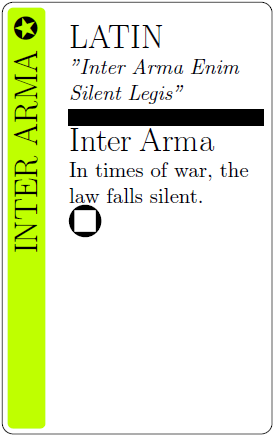 INTER ARMA
LATIN
"Inter Arma Enim
Silent Legis"
Inter Arma
In times of war, the
law falls silent.